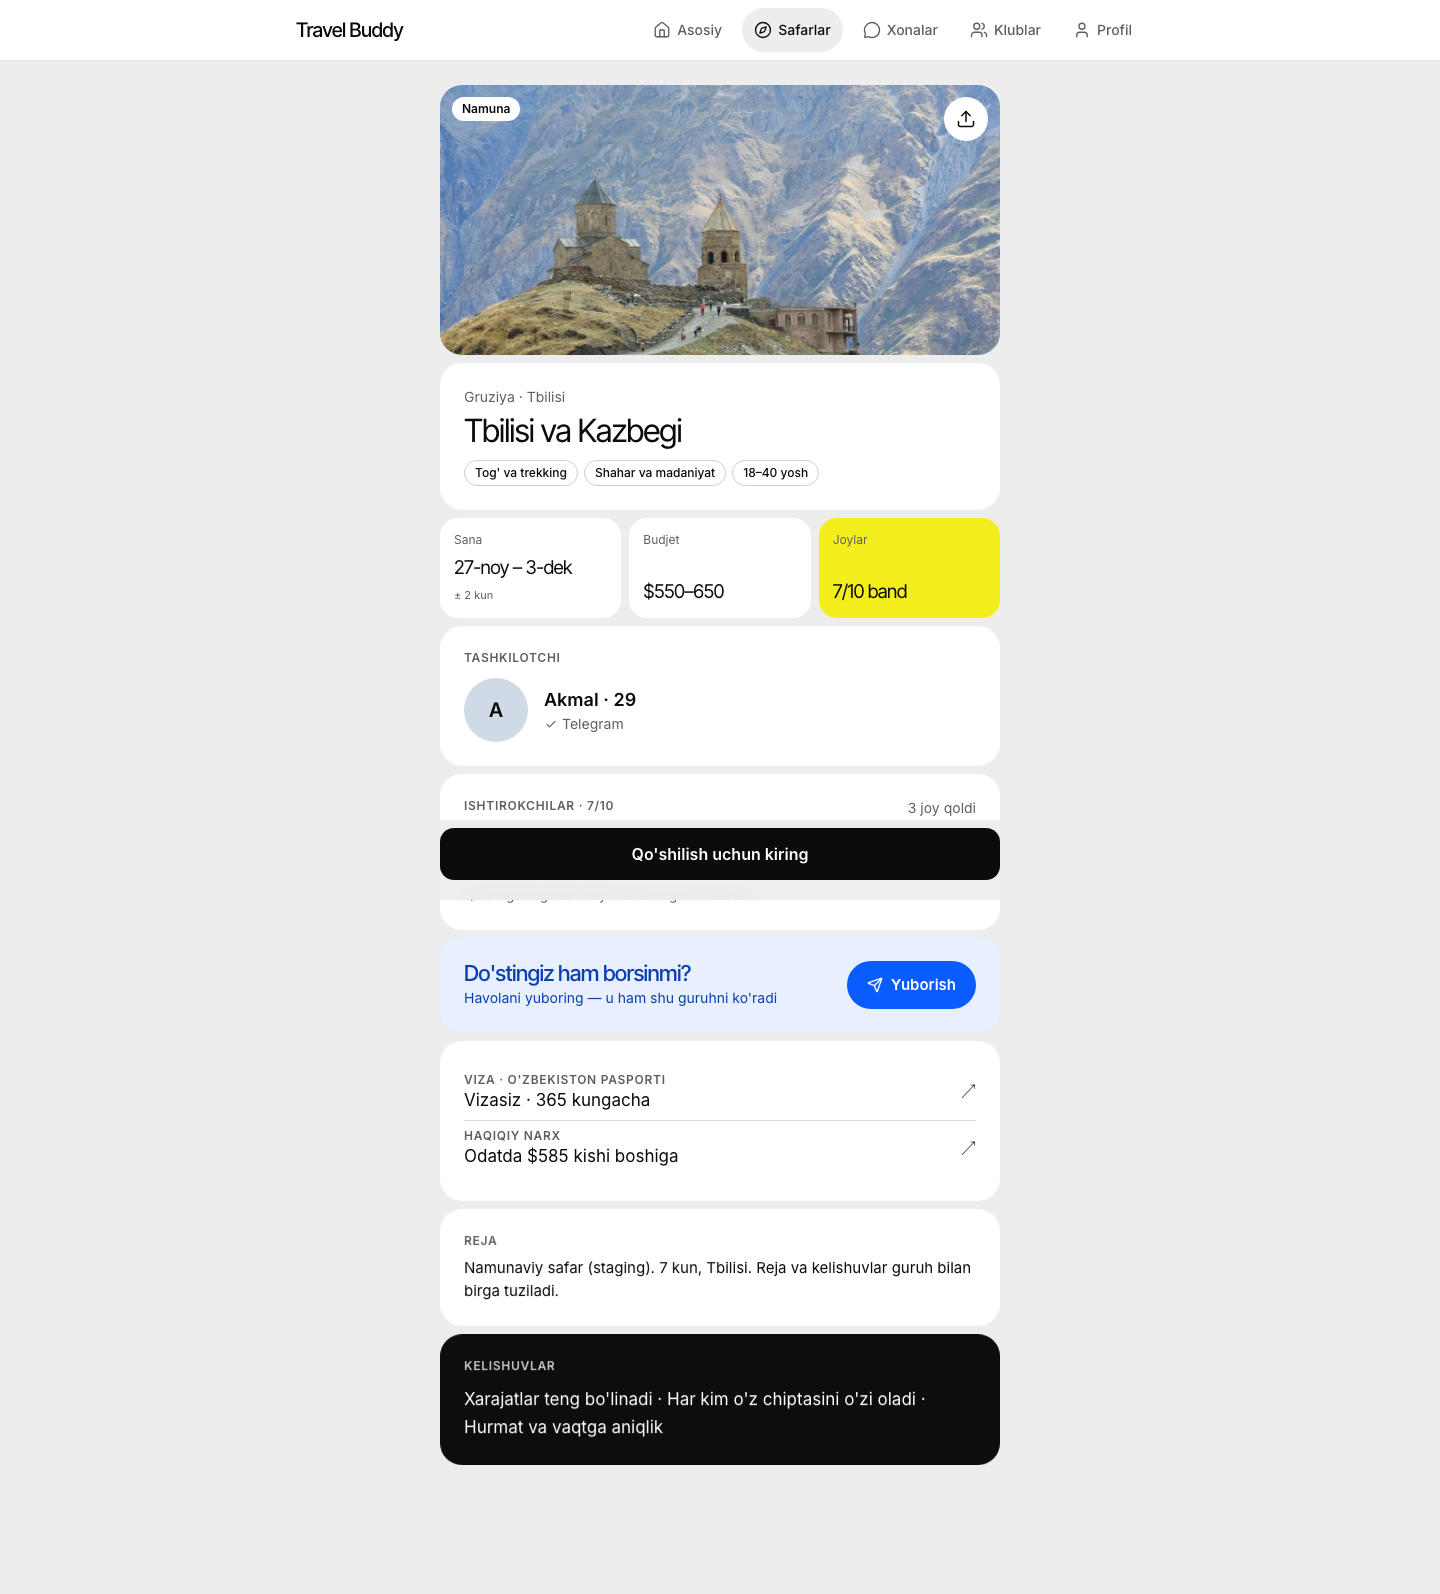 Travel Buddy
Asosiy
Safarlar
Xonalar
Klublar
Profil
Namuna
Gruziya · Tbilisi
Tbilisi va Kazbegi
Tog' va trekking
Shahar va madaniyat
18–40 yosh
Sana
27-noy – 3-dek
± 2 kun
Budjet
$550–650
Joylar
7/10 band
TASHKILOTCHI
A
Akmal · 29
✓ Telegram
ISHTIROKCHILAR · 7/10
3 joy qoldi
Qo'shilish uchun kiring
Do'stingiz ham borsinmi?
Havolani yuboring — u ham shu guruhni ko'radi
Yuborish
VIZA · O'ZBEKISTON PASPORTI
Vizasiz · 365 kungacha
HAQIQIY NARX
Odatda $585 kishi boshiga
REJA
Namunaviy safar (staging). 7 kun, Tbilisi. Reja va kelishuvlar guruh bilan
birga tuziladi.
KELISHUVLAR
Xarajatlar teng bo'linadi · Har kim o'z chiptasini o'zi oladi ·
Hurmat va vaqtga aniqlik